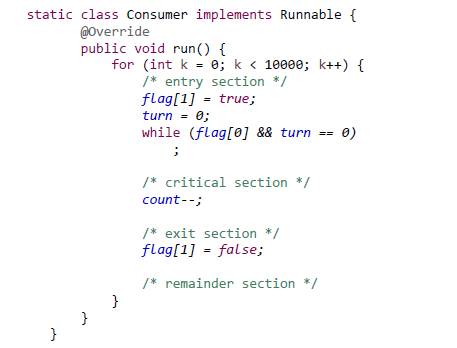 static class Consumer implements Runnable {
@Override
public void run() {
for (int k = 0; k < 10000; k++) {
/* entry section */
flag[1] = true;
turn = 0;
while (flag[0] && turn == 0)
;
/* critical section */
count--;
/* exit section */
flag[1] = false;
/* remainder section */
}
}
}